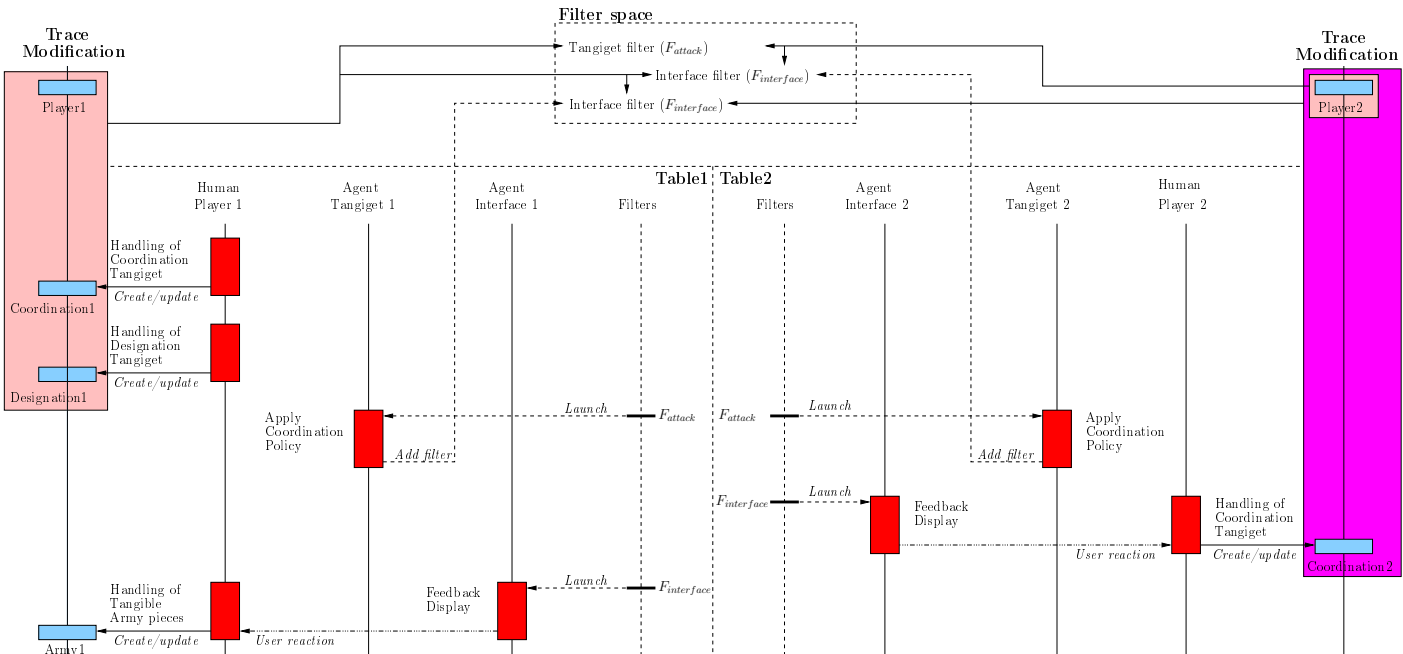 Filter space
Trace
Modification
Trace
Modification
Tangiget filter (F_attack)
Interface filter (F_interface)
Interface filter (F_interface)
Player1
Player2
Table1
Table2
Human
Player 1
Agent
Tangiget 1
Agent
Interface 1
Filters
Filters
Agent
Interface 2
Agent
Tangiget 2
Human
Player 2
Handling of
Coordination
Tangiget
Create/update
Coordination1
Handling of
Designation
Tangiget
Create/update
Designation1
Apply
Coordination
Policy
Launch
F_attack
Add filter
F_attack
Launch
Apply
Coordination
Policy
Add filter
F_interface
Launch
Feedback
Display
User reaction
Handling of
Coordination
Tangiget
Create/update
Coordination2
Launch
F_interface
Feedback
Display
User reaction
Handling of
Tangible
Army pieces
Create/update
Army1